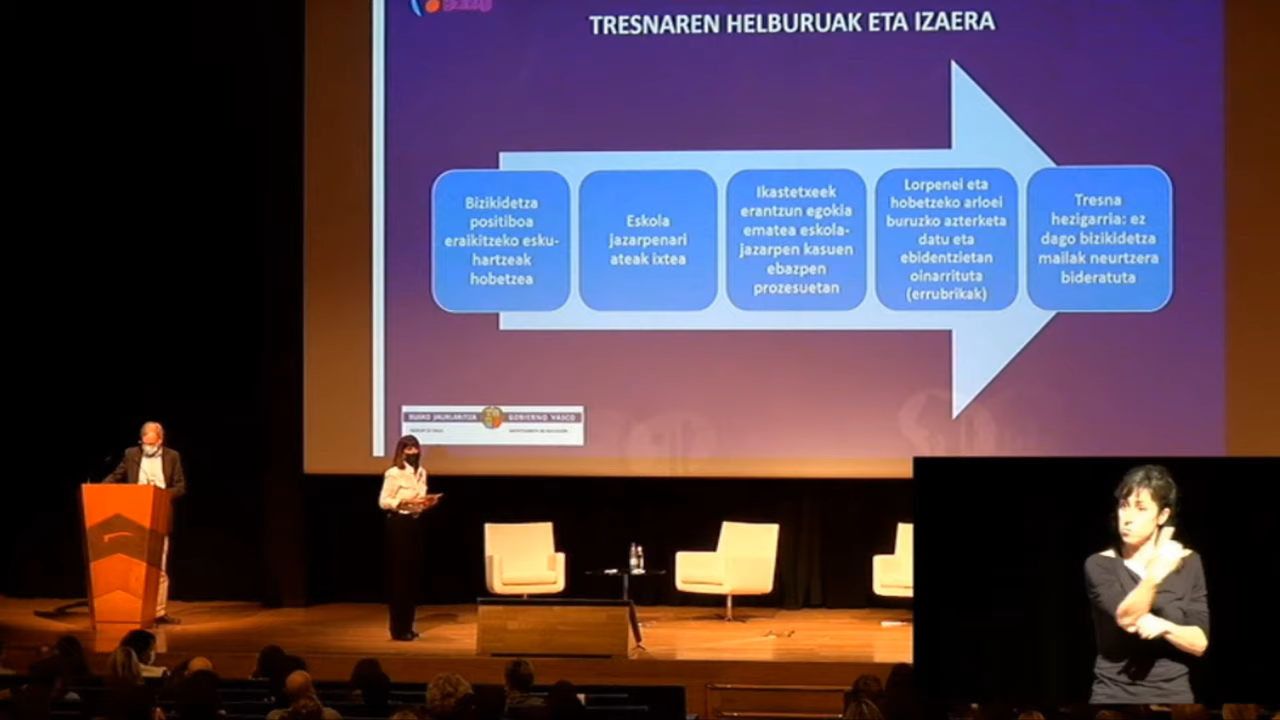 TRESNAREN HELBURUAK ETA IZAERA
Bizikidetza
positiboa
eraikitzeko esku-
hartzeak
hobetzea
Eskola
jazarpenari
ateak ixtea
Ikastetxeek
erantzun egokia
ematea eskola-
jazarpen kasuen
ebazpen
prozesuetan
Lorpenei eta
hobetzeko arloei
buruzko azterketa
datu eta
ebidentzietan
oinarrituta
(errubrikak)
Tresna
hezigarria: ez
dago bizikidetza
mailak neurtzera
bideratuta
EUSKO JAURLARITZA
GOBIERNO VASCO